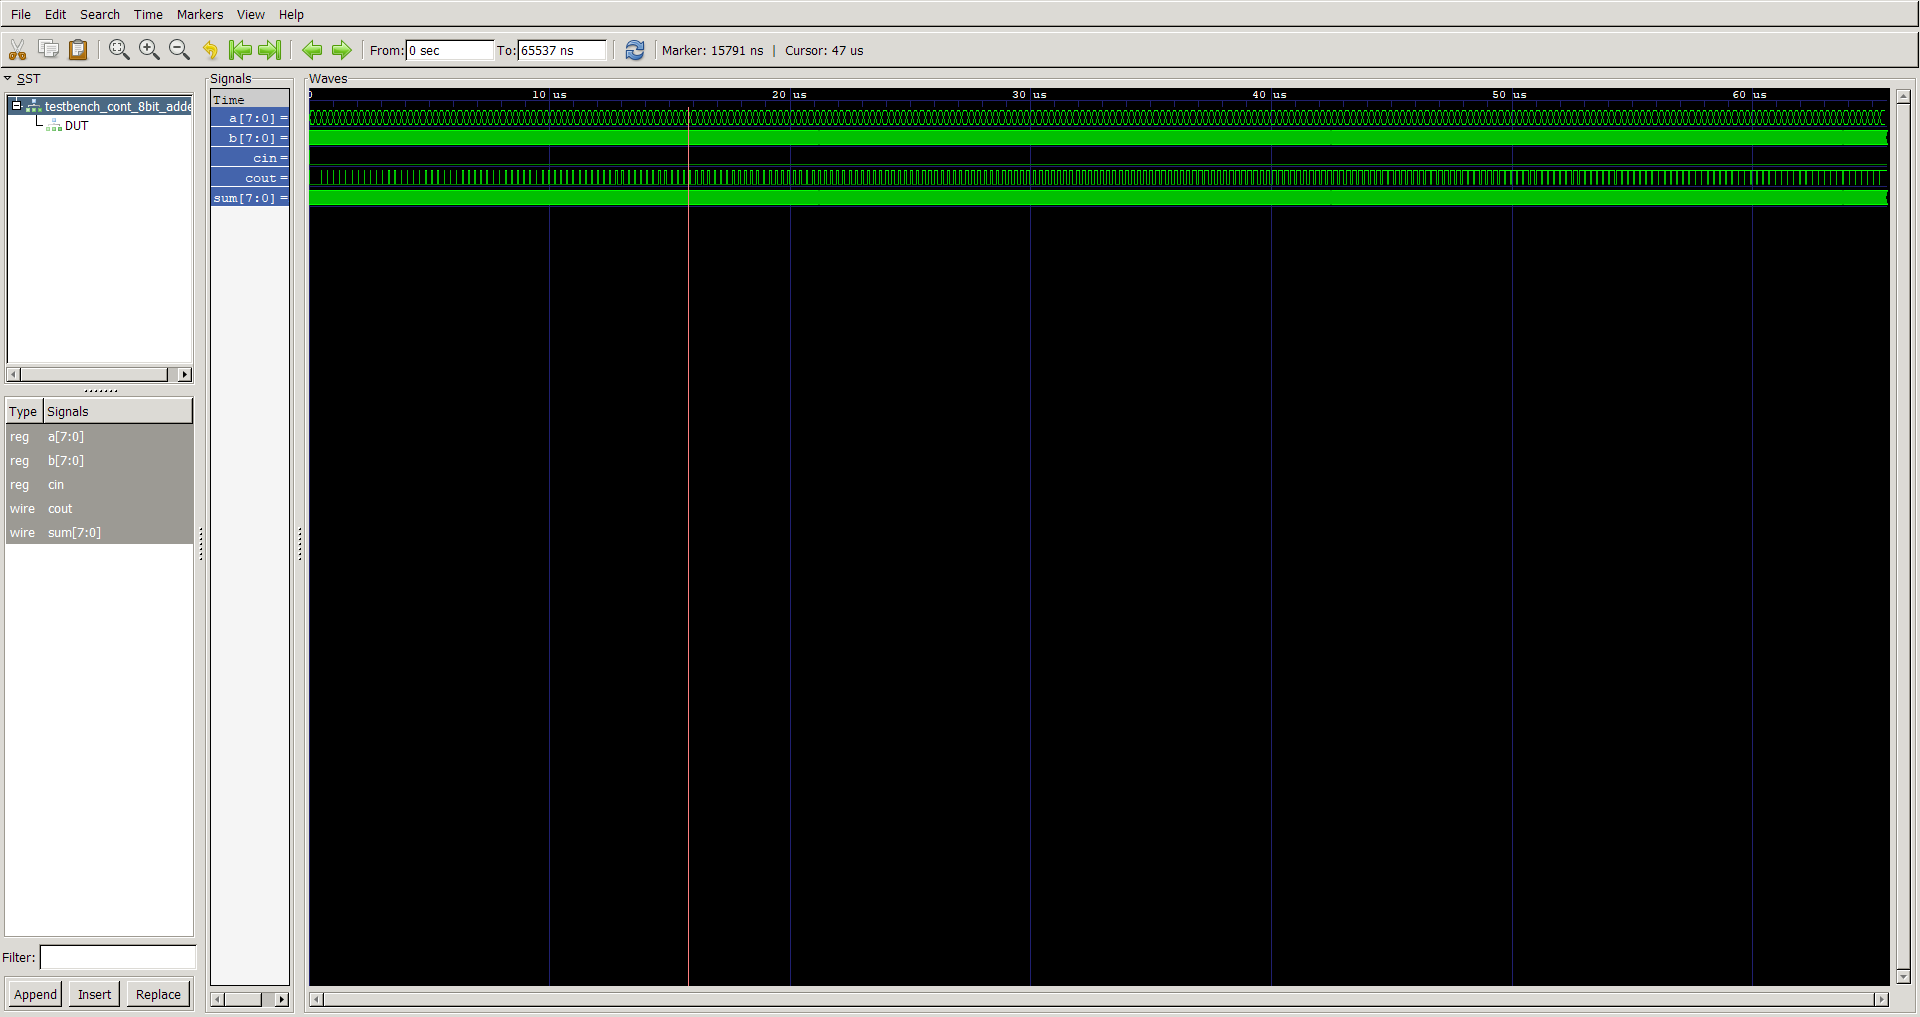 File Edit Search Time Markers View Help
From: 0 sec To: 65537 ns Marker: 15791 ns | Cursor: 47 us
SST
testbench_cont_8bit_adde
DUT
Type Signals
reg a[7:0]
reg b[7:0]
reg cin
wire cout
wire sum[7:0]
Filter:
Append Insert Replace
Signals
Time
a[7:0] =
b[7:0] =
cin =
cout =
sum[7:0] =
Waves
0 10 us 20 us 30 us 40 us 50 us 60 us